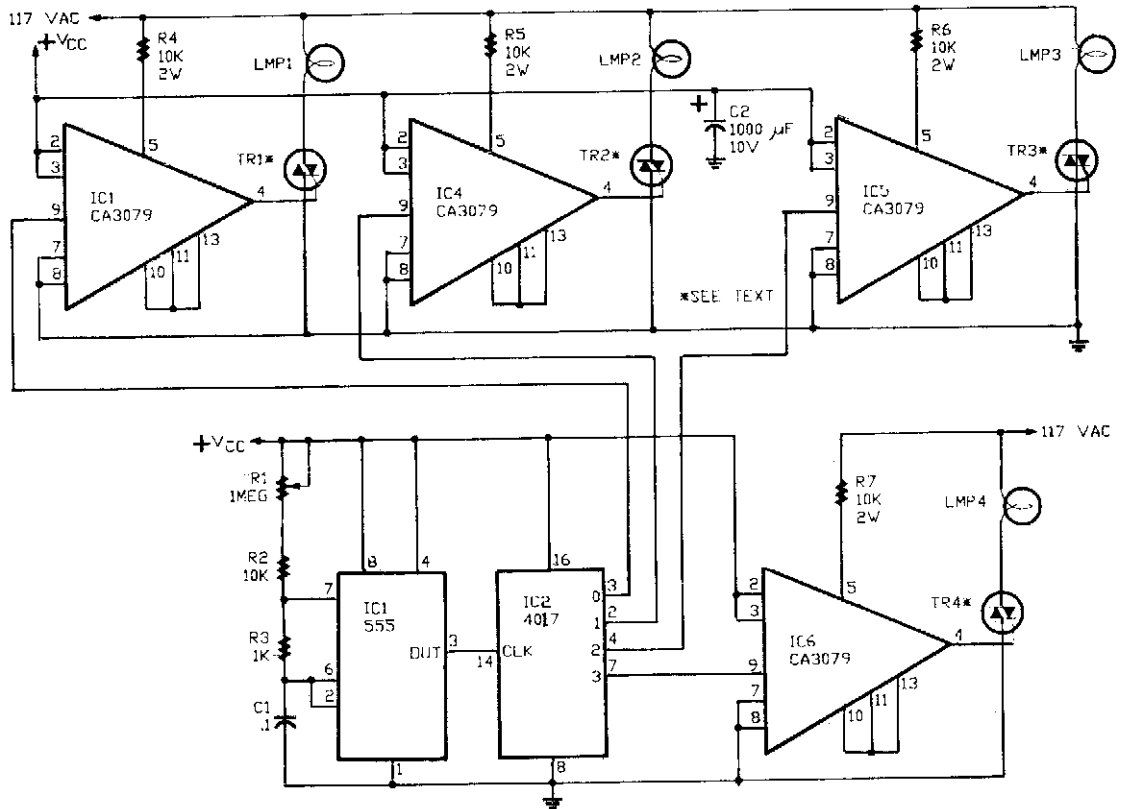 117 VAC
+VCC
R4
10K
2W
LMP1
R5
10K
2W
LMP2
R6
10K
2W
LMP3
+
C2
1000 µF
10V
2
3
9
7
8
5
IC1
CA3079
4
10
11
13
TR1*
2
3
9
7
8
5
IC4
CA3079
4
10
11
13
TR2*
*SEE TEXT
2
3
9
7
8
5
IC5
CA3079
4
10
11
13
TR3*
+VCC
R1
1MEG
R2
10K
R3
1K
C1
.1
8
4
7
6
2
IC1
555
OUT
3
1
16
IC2
4017
14
CLK
3
0
2
1
4
2
7
3
8
117 VAC
R7
10K
2W
LMP4
2
3
9
7
8
5
IC6
CA3079
4
10
11
13
TR4*